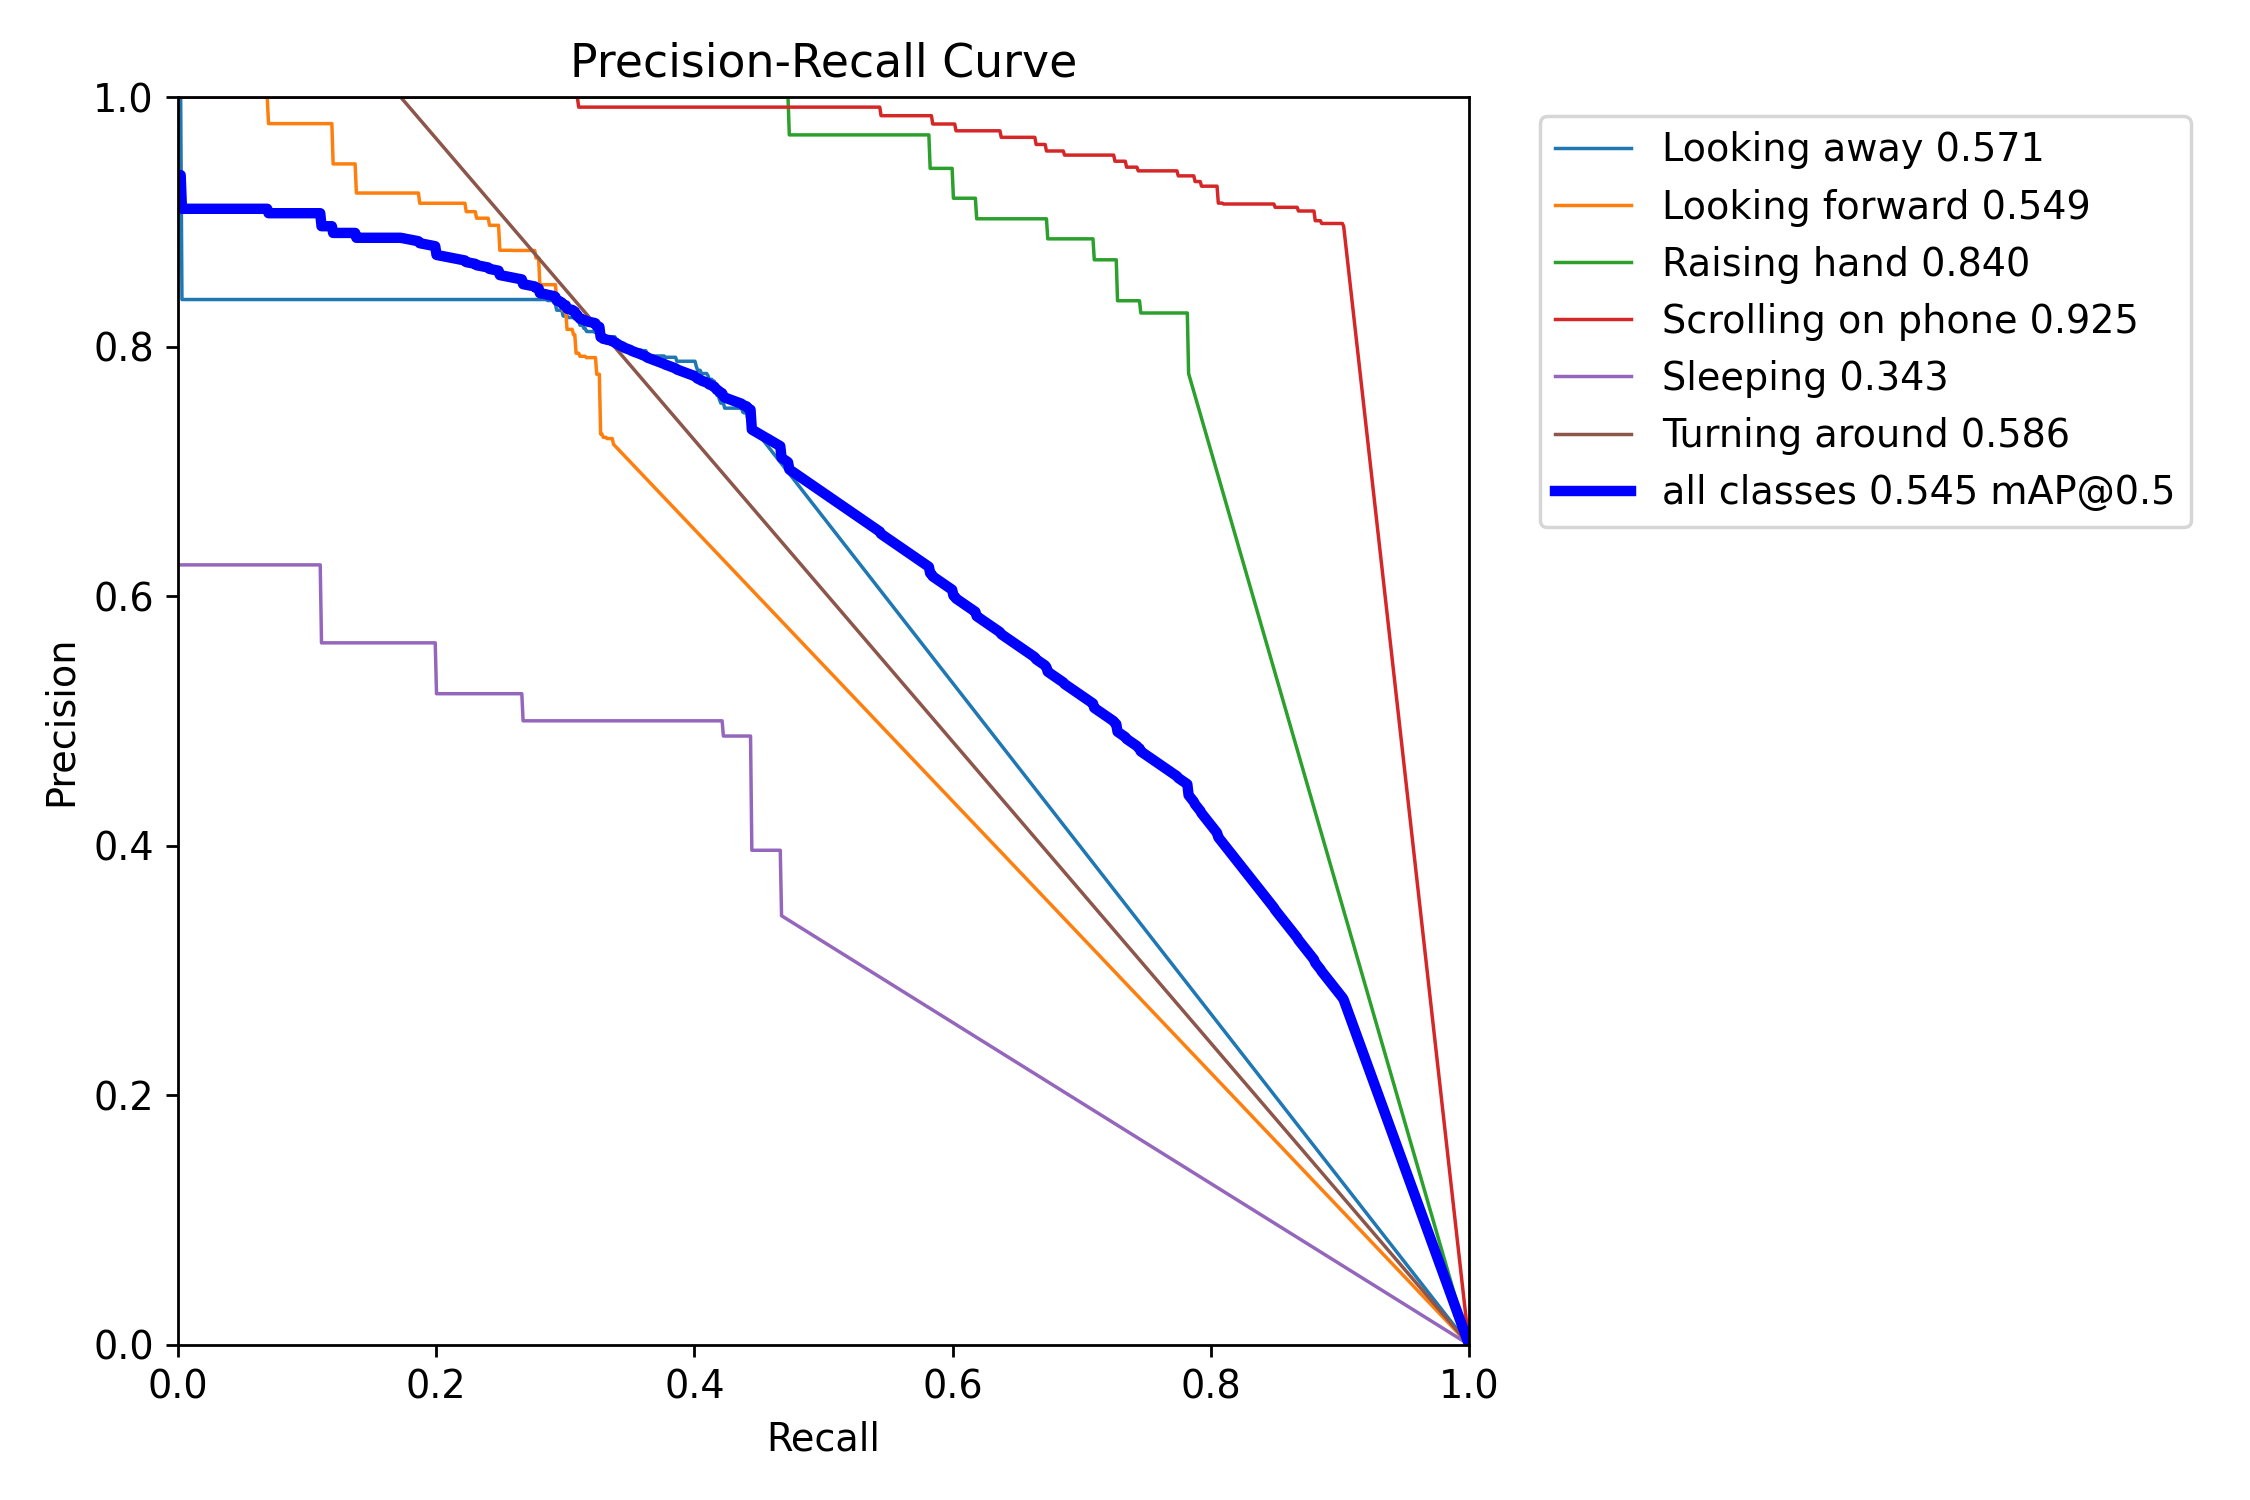 Precision-Recall Curve
1.0
0.8
0.6
0.4
0.2
0.0
Precision
0.0 0.2 0.4 0.6 0.8 1.0
Recall
Looking away 0.571
Looking forward 0.549
Raising hand 0.840
Scrolling on phone 0.925
Sleeping 0.343
Turning around 0.586
all classes 0.545 mAP@0.5